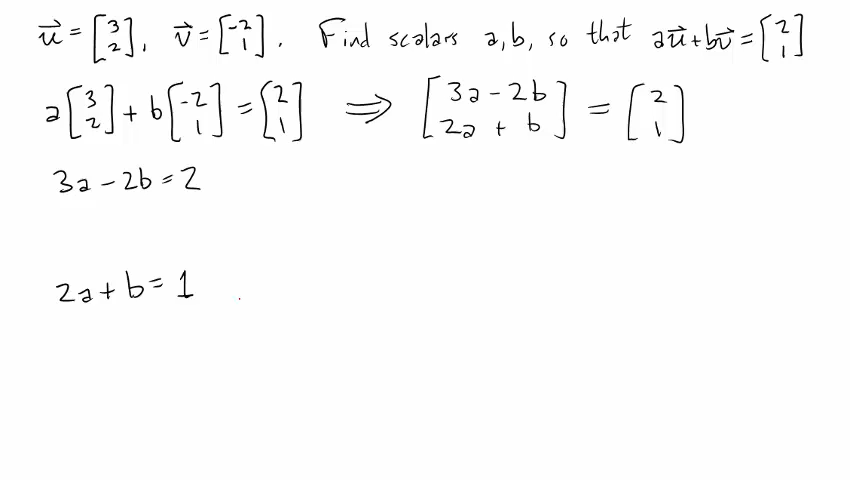 u⃗ = [3 2], v⃗ = [-2 1]. Find scalars a, b, so that au⃗ + bv⃗ = [2 1]
a[3 2] + b[-2 1] = [2 1] ⟹ [3a - 2b 2a + b] = [2 1]
3a - 2b = 2
2a + b = 1